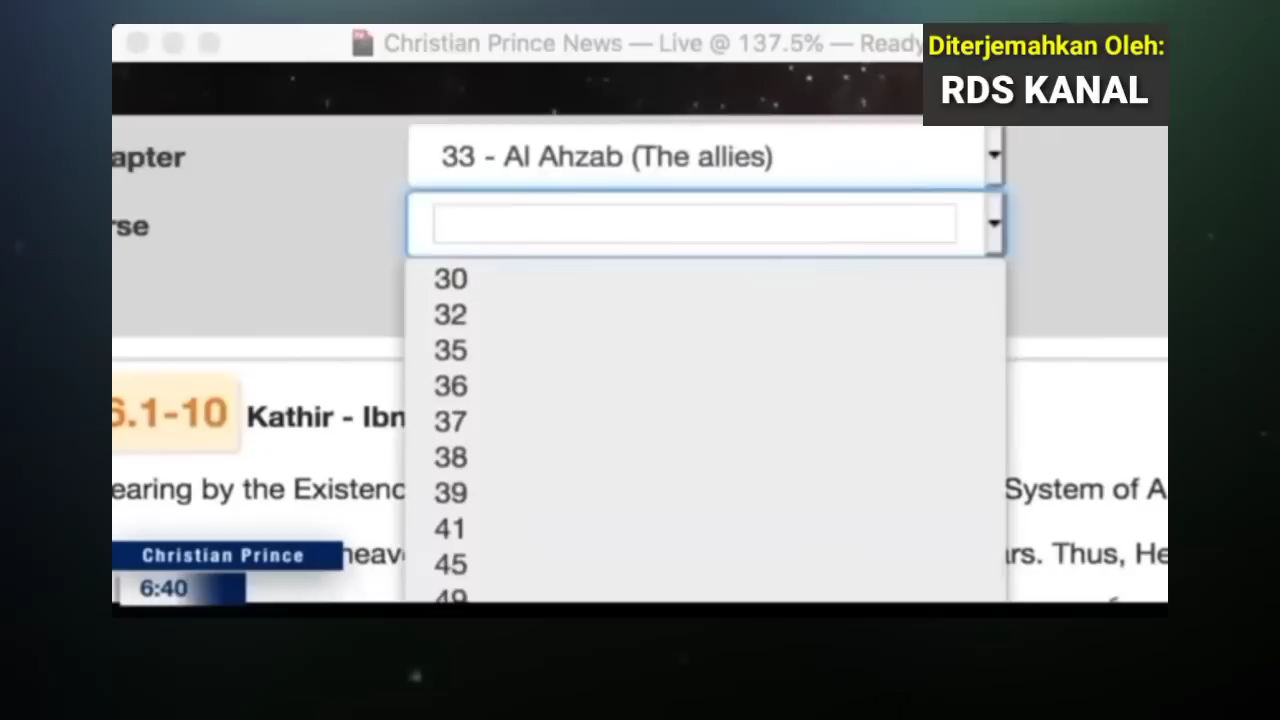 Christian Prince News — Live @ 137.5% — Ready
Diterjemahkan Oleh:
RDS KANAL
apter
33 - Al Ahzab (The allies)
rse
30
32
35
36
37
38
39
41
45
49
6.1-10 Kathir - Ibn
earing by the Existenc
System of A
Christian Prince
heav
rs. Thus, He
6:40